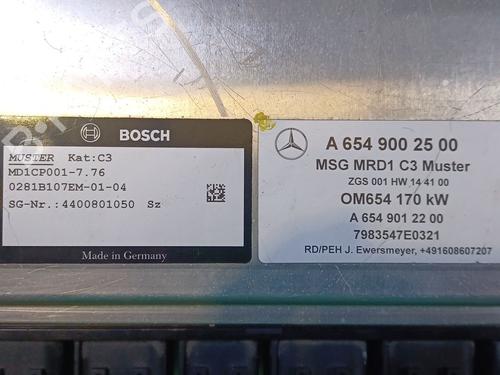 BOSCH
MUSTER Kat:C3
MD1CP001-7.76
0281B107EM-01-04
SG-Nr.:4400801050 Sz
Made in Germany
A 654 900 25 00
MSG MRD1 C3 Muster
ZGS 001 HW 14 41 00
OM654 170 kW
A 654 901 22 00
7983547E0321
RD/PEH J. Ewersmeyer, +491608607207